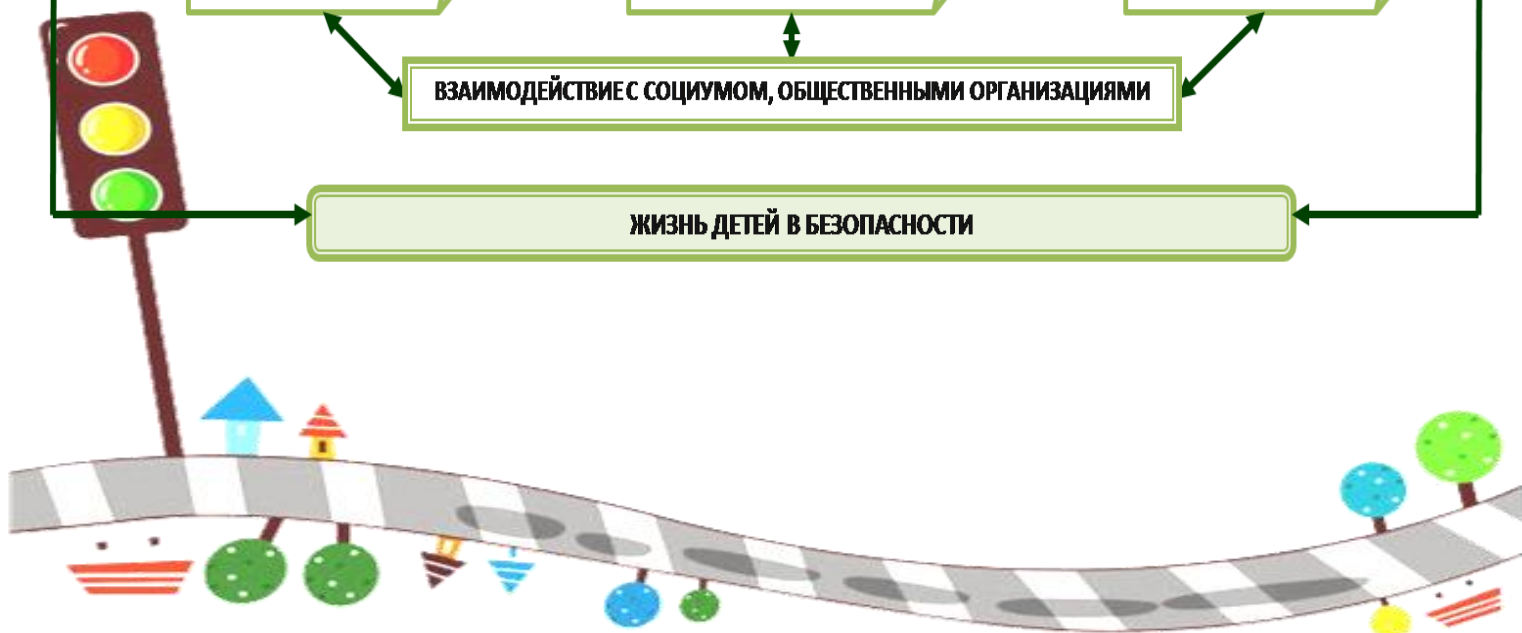 ВЗАИМОДЕЙСТВИЕ С СОЦИУМОМ, ОБЩЕСТВЕННЫМИ ОРГАНИЗАЦИЯМИ
ЖИЗНЬ ДЕТЕЙ В БЕЗОПАСНОСТИ